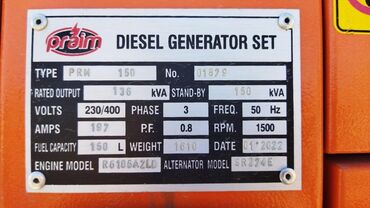 praim DIESEL GENERATOR SET
TYPE PRM 150 No. 01829
RATED OUTPUT 136 kVA STAND-BY 150 kVA
VOLTS 230/400 PHASE 3 FREQ. 50 Hz
AMPS 197 P.F. 0.8 RPM. 1500
FUEL CAPACITY 150 L WEIGHT 1610 DATE 01*2022
ENGINE MODEL R6105AZLD ALTERNATOR MODEL SR224E